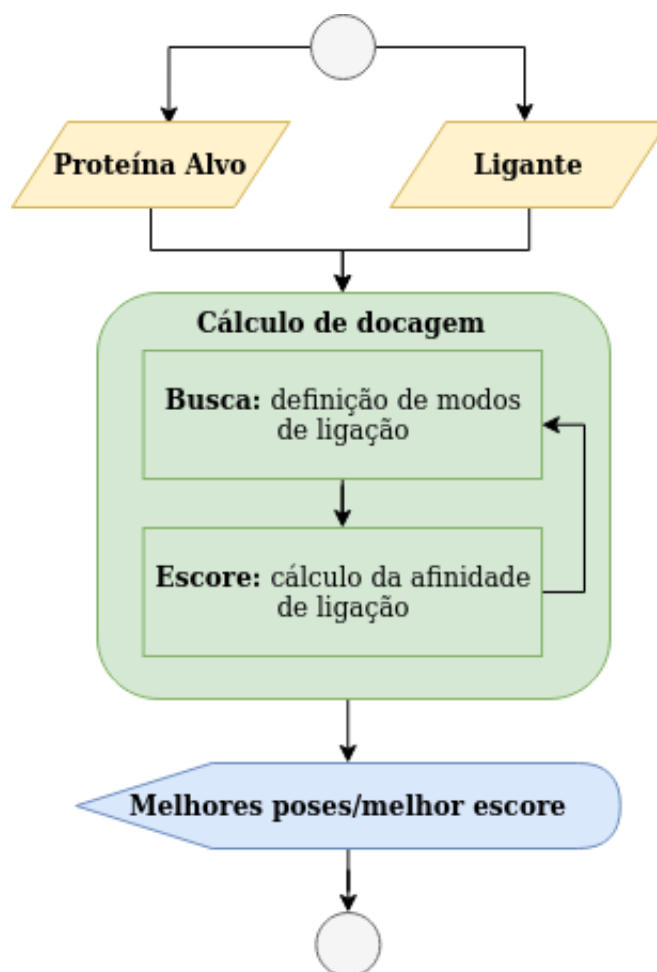 Proteína Alvo
Ligante
Cálculo de docagem
Busca: definição de modos
de ligação
Escore: cálculo da afinidade
de ligação
Melhores poses/melhor escore